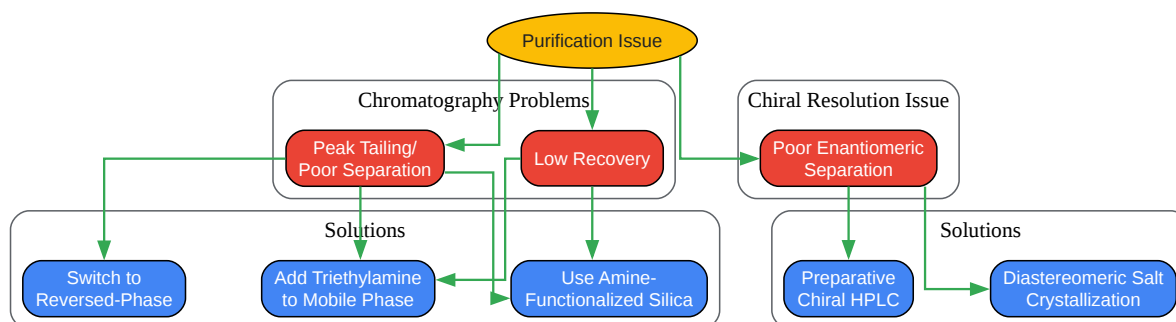 Purification Issue
Chromatography Problems
Chiral Resolution Issue
Peak Tailing/
Poor Separation
Low Recovery
Poor Enantiomeric
Separation
Solutions
Solutions
Switch to
Reversed-Phase
Add Triethylamine
to Mobile Phase
Use Amine-
Functionalized Silica
Preparative
Chiral HPLC
Diastereomeric Salt
Crystallization